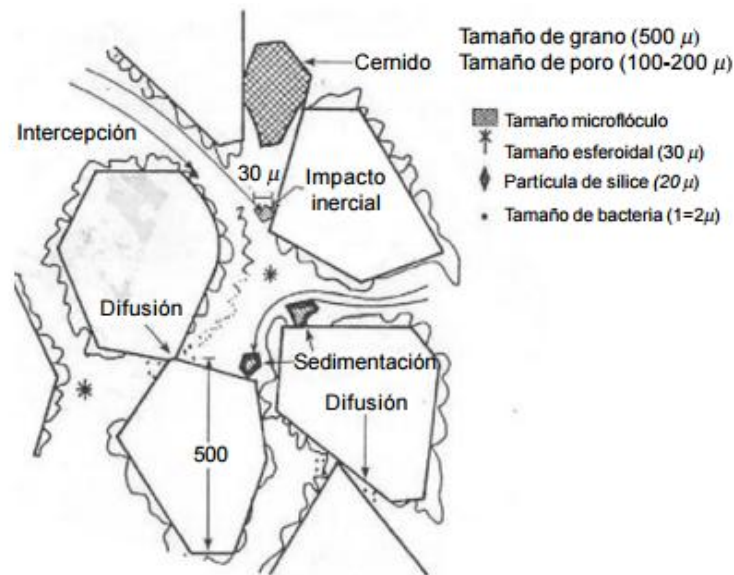 Tamaño de grano (500 µ)
Cernido
Tamaño de poro (100-200 µ)
Tamaño microflóculo
Intercepción
Tamaño esferoidal (30 µ)
30 µ
Impacto
inercial
Partícula de sílice (20 µ)
Tamaño de bacteria (1=2µ)
Difusión
Sedimentación
Difusión
500